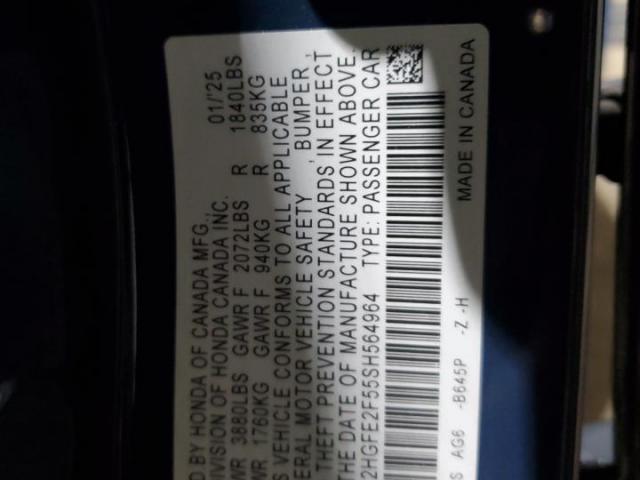 D BY HONDA OF CANADA MFG., 01/'25
IVISION OF HONDA CANADA INC.
WR 3880LBS GAWR F 2072LBS R 1840LBS
WR 1760KG GAWR F 940KG R 835KG
S VEHICLE CONFORMS TO ALL APPLICABLE
ERAL MOTOR VEHICLE SAFETY , BUMPER ,
THEFT PREVENTION STANDARDS IN EFFECT
THE DATE OF MANUFACTURE SHOWN ABOVE.
2HGFE2F55SH564964 TYPE: PASSENGER CAR
S AG6 -B645P -Z -H MADE IN CANADA